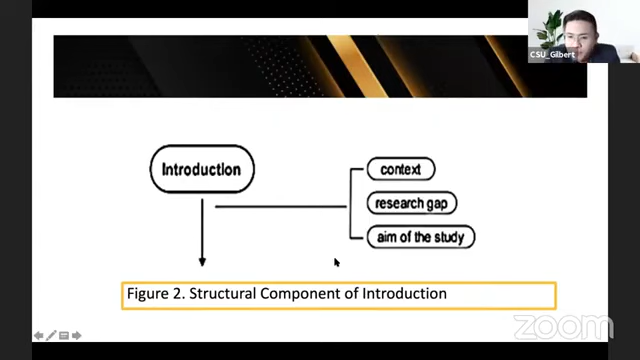 CSU_Gilbert
Introduction
context
research gap
aim of the study
Figure 2. Structural Component of Introduction
zoom